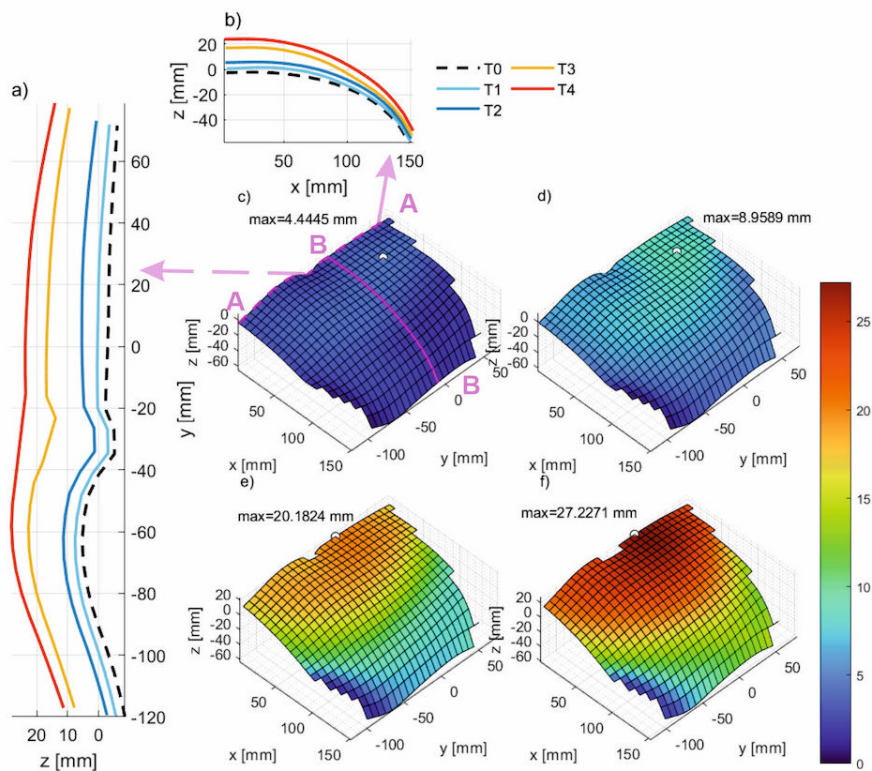 b)
20
0
-20
-40
z [mm]
50
100
150
x [mm]
T0
T1
T2
T3
T4
a)
60
40
20
0
-20
-40
-60
-80
-100
-120
y [mm]
20
10
0
z [mm]
c)
max=4.4445 mm
A
B
A
B
0
-20
-40
-60
z [mm]
50
100
150
x [mm]
-100
-50
0
50
y [mm]
d)
max=8.9589 mm
0
-20
-40
-60
z [mm]
50
100
150
x [mm]
-100
-50
0
50
y [mm]
e)
max=20.1824 mm
20
0
-20
-40
-60
z [mm]
50
100
150
x [mm]
-100
-50
0
50
y [mm]
f)
max=27.2271 mm
20
0
-20
-40
-60
z [mm]
50
100
150
x [mm]
-100
-50
0
50
y [mm]
25
20
15
10
5
0